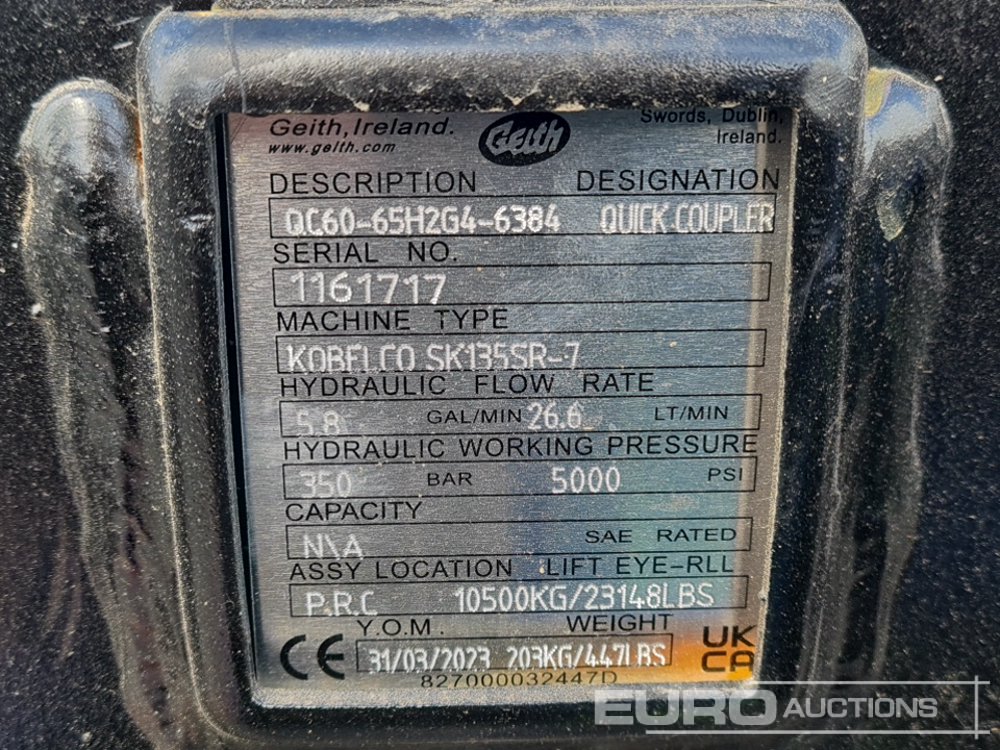 Geith, Ireland. Geith Swords, Dublin,
www.geith.com Ireland.
DESCRIPTION DESIGNATION
QC60-65H2G4-6384 QUICK COUPLER
SERIAL NO.
1161717
MACHINE TYPE
KOBELCO SK135SR-7
HYDRAULIC FLOW RATE
5.8 GAL/MIN 26.6 LT/MIN
HYDRAULIC WORKING PRESSURE
350 BAR 5000 PSI
CAPACITY
N\A SAE RATED
ASSY LOCATION LIFT EYE-RLL
P.R.C 10500KG/23148LBS
Y.O.M. WEIGHT
CE 31/03/2023 203KG/447LBS UK
CA
827000032447D
EURO AUCTIONS